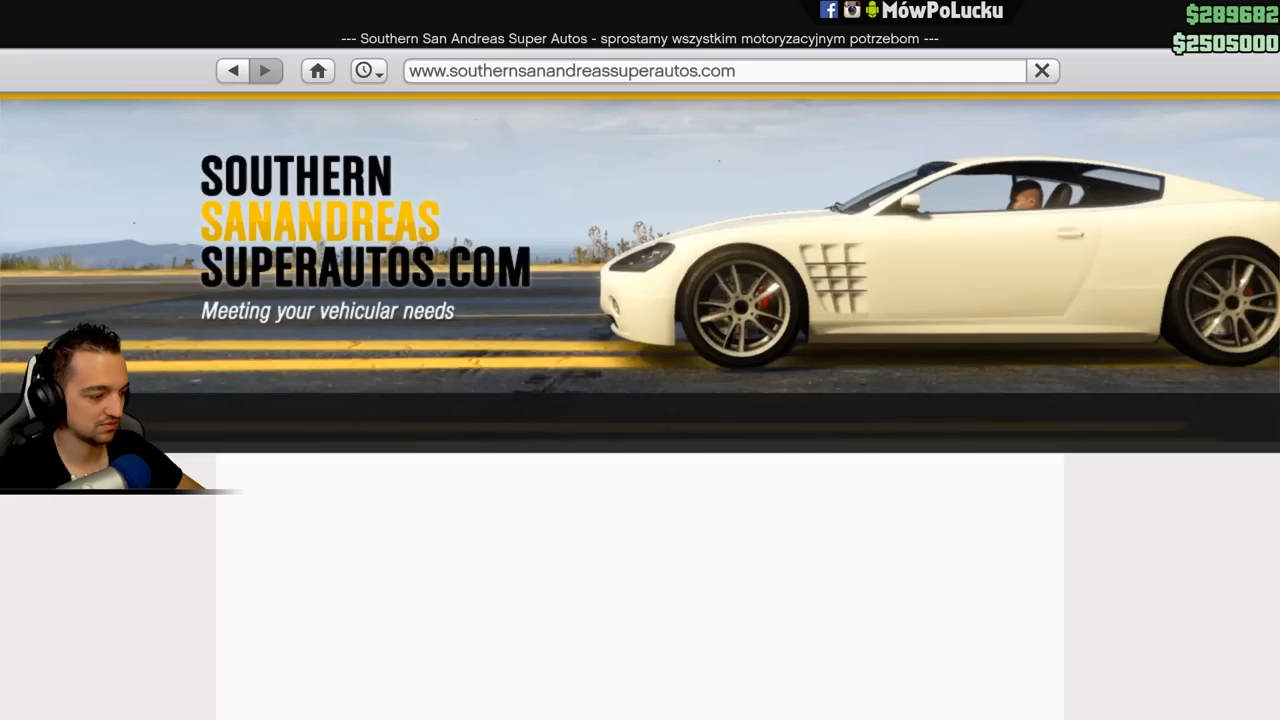 MówPoLucku
$289682
--- Southern San Andreas Super Autos - sprostamy wszystkim motoryzacyjnym potrzebom ---
$2505000
www.southernsanandreassuperautos.com
SOUTHERN
SANANDREAS
SUPERAUTOS.COM
Meeting your vehicular needs